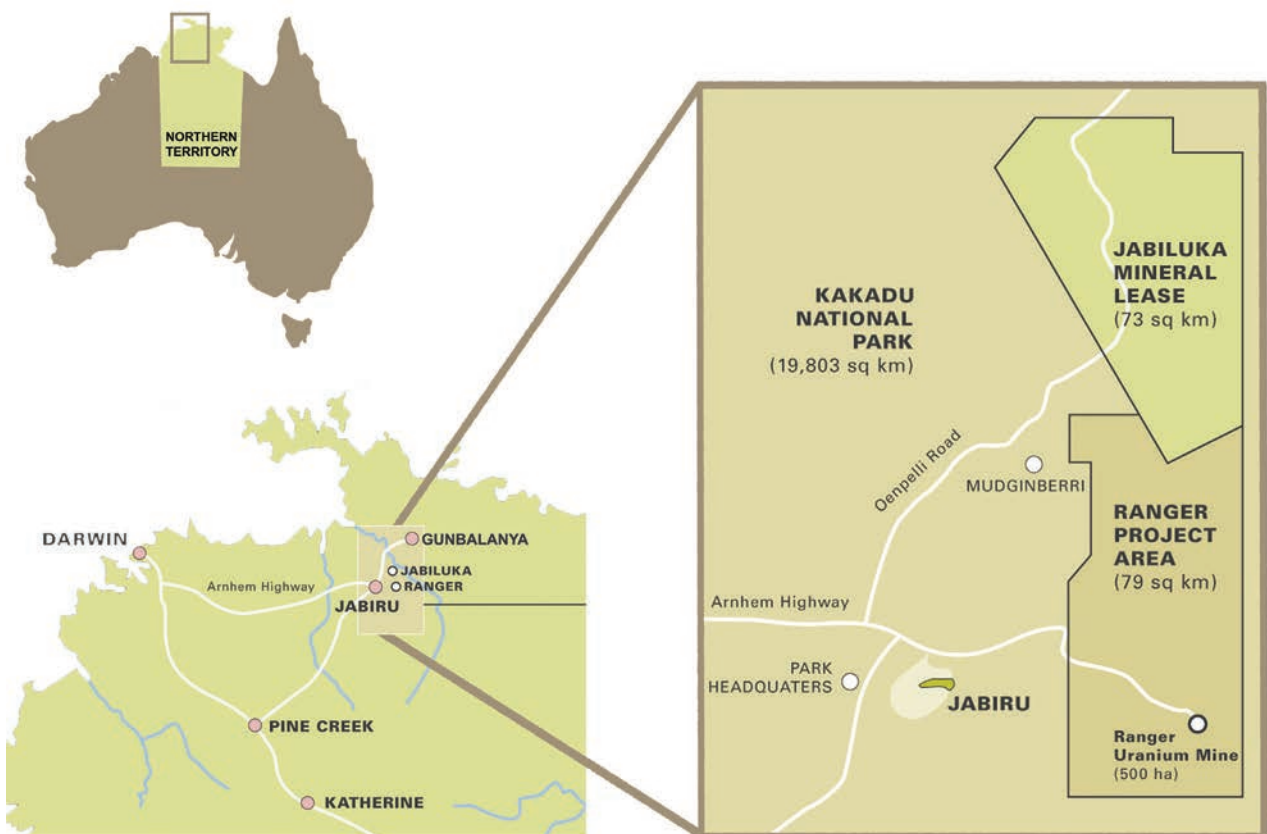 NORTHERN
TERRITORY
DARWIN
GUNBALANYA
JABILUKA
RANGER
Arnhem Highway
JABIRU
PINE CREEK
KATHERINE
JABILUKA
MINERAL
LEASE
(73 sq km)
KAKADU
NATIONAL
PARK
(19,803 sq km)
Oenpelli Road
MUDGINBERRI
RANGER
PROJECT
AREA
(79 sq km)
Arnhem Highway
PARK
HEADQUATERS
JABIRU
Ranger
Uranium Mine
(500 ha)